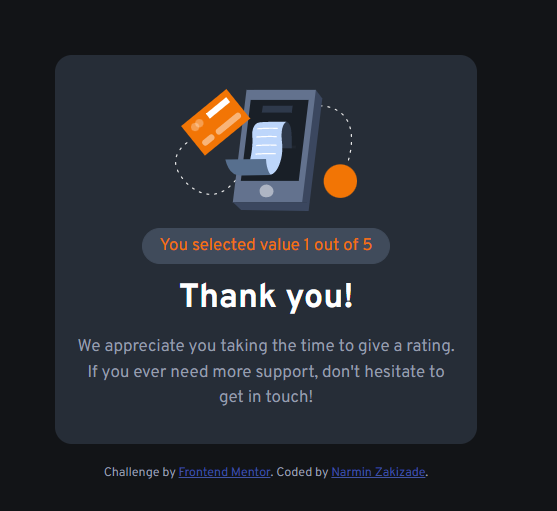 You selected value 1 out of 5
Thank you!
We appreciate you taking the time to give a rating.
If you ever need more support, don't hesitate to
get in touch!
Challenge by Frontend Mentor. Coded by Narmin Zakizade.